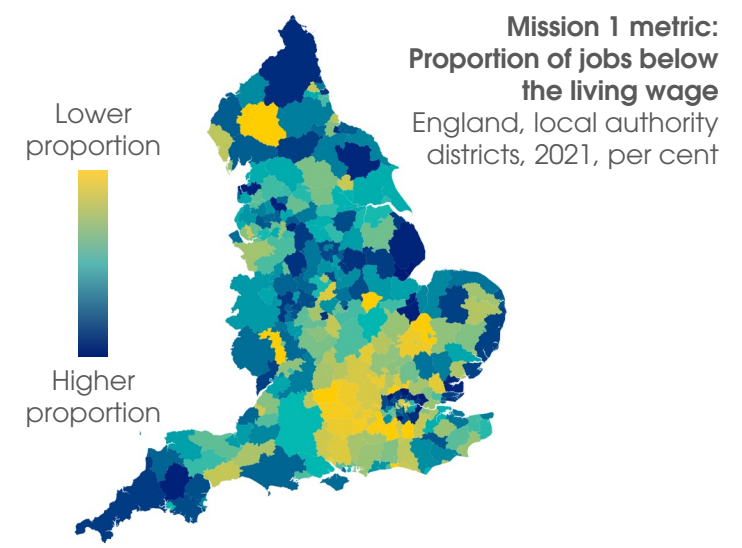 Mission 1 metric:
Proportion of jobs below
the living wage
England, local authority
districts, 2021, per cent
Lower
proportion
Higher
proportion